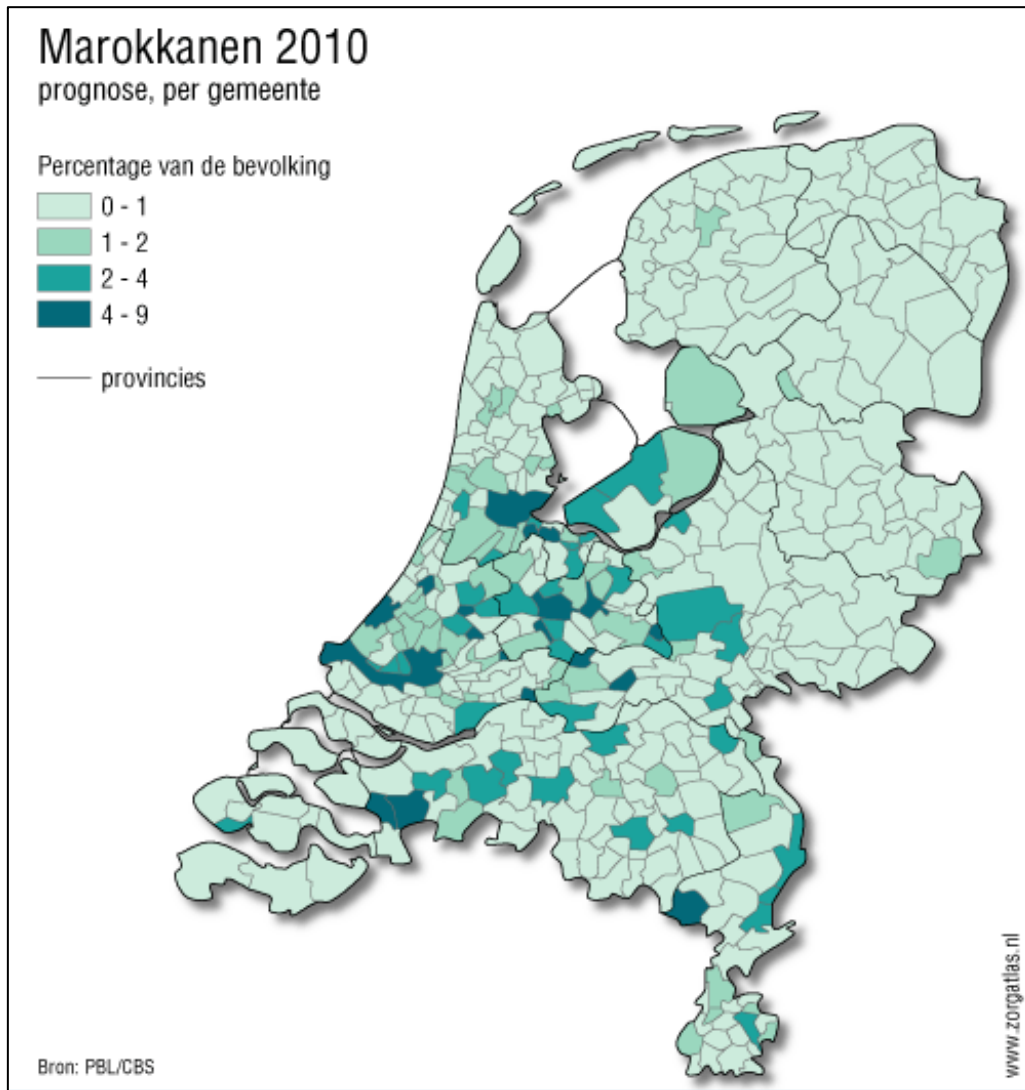 Marokkanen 2010
prognose, per gemeente
Percentage van de bevolking
0 - 1
1 - 2
2 - 4
4 - 9
provincies
Bron: PBL/CBS
www.zorgatlas.nl